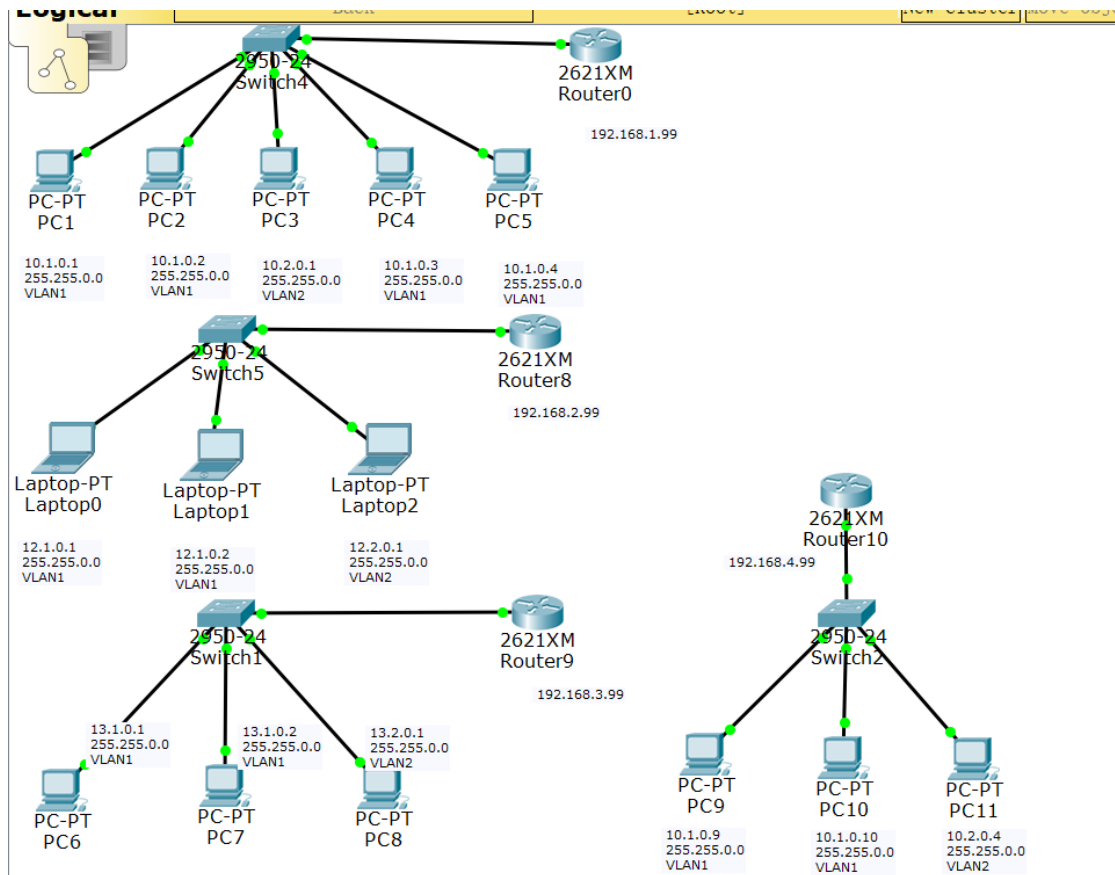 Logical
Back
[Root]
New Cluster
Move Obj
2950-24
Switch4
2621XM
Router0
192.168.1.99
PC-PT
PC1
PC-PT
PC2
PC-PT
PC3
PC-PT
PC4
PC-PT
PC5
10.1.0.1
255.255.0.0
VLAN1
10.1.0.2
255.255.0.0
VLAN1
10.2.0.1
255.255.0.0
VLAN2
10.1.0.3
255.255.0.0
VLAN1
10.1.0.4
255.255.0.0
VLAN1
2950-24
Switch5
2621XM
Router8
192.168.2.99
Laptop-PT
Laptop0
Laptop-PT
Laptop1
Laptop-PT
Laptop2
12.1.0.1
255.255.0.0
VLAN1
12.1.0.2
255.255.0.0
VLAN1
12.2.0.1
255.255.0.0
VLAN2
2621XM
Router10
192.168.4.99
2950-24
Switch1
2621XM
Router9
192.168.3.99
2950-24
Switch2
13.1.0.1
255.255.0.0
VLAN1
13.1.0.2
255.255.0.0
VLAN1
13.2.0.1
255.255.0.0
VLAN2
PC-PT
PC6
PC-PT
PC7
PC-PT
PC8
PC-PT
PC9
PC-PT
PC10
PC-PT
PC11
10.1.0.9
255.255.0.0
VLAN1
10.1.0.10
255.255.0.0
VLAN1
10.2.0.4
255.255.0.0
VLAN2